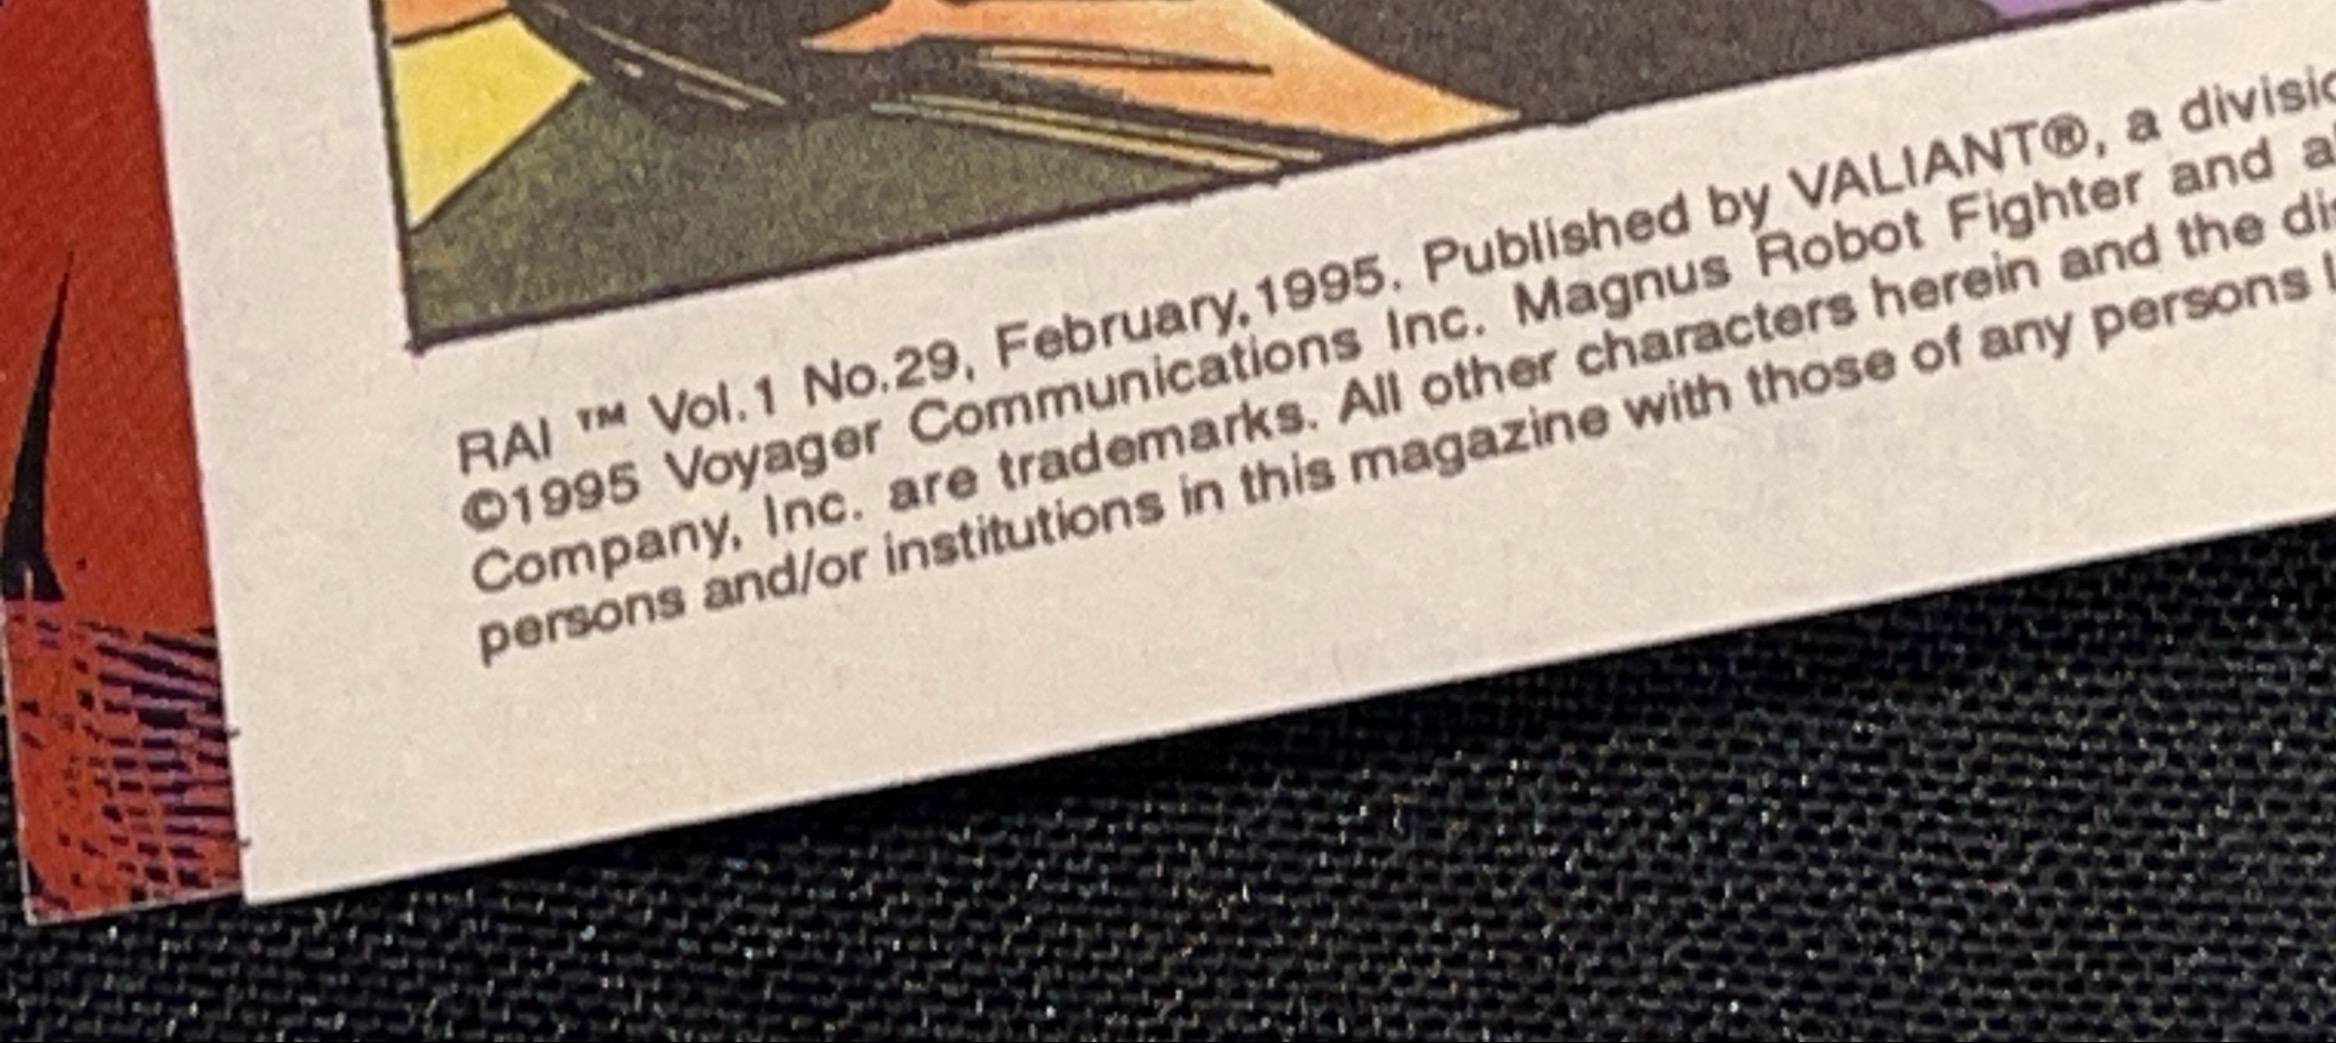 RAI ™ Vol.1 No.29, February,1995. Published by VALIANT®, a
©1995 Voyager Communications Inc. Magnus Robot Fighter and
Company, Inc. are trademarks. All other characters herein and the
persons and/or institutions in this magazine with those of any persons